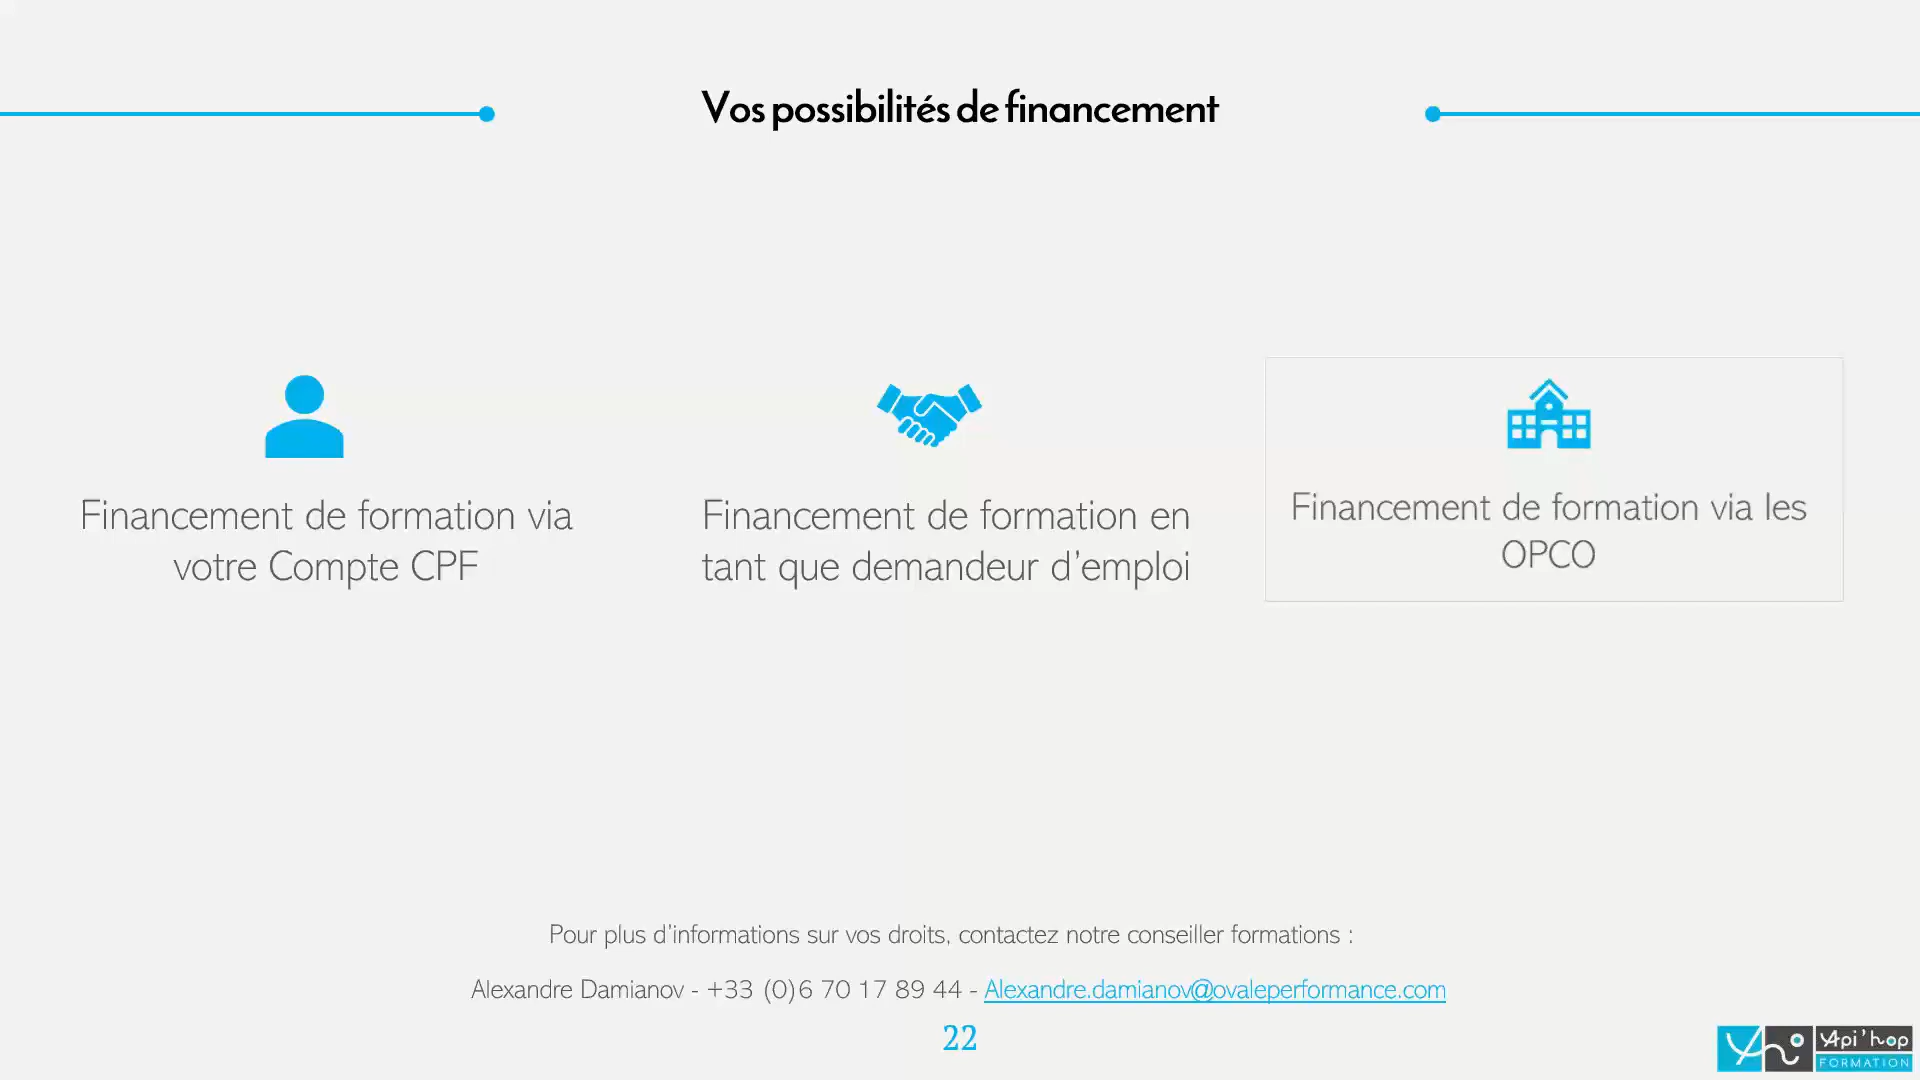 Vos possibilités de financement
Financement de formation via
votre Compte CPF
Financement de formation en
tant que demandeur d'emploi
Financement de formation via les
OPCO
Pour plus d'informations sur vos droits, contactez notre conseiller formations :
Alexandre Damianov - +33 (0)6 70 17 89 44 - Alexandre.damianov@ovaleperformance.com
22
Api'hop
FORMATION